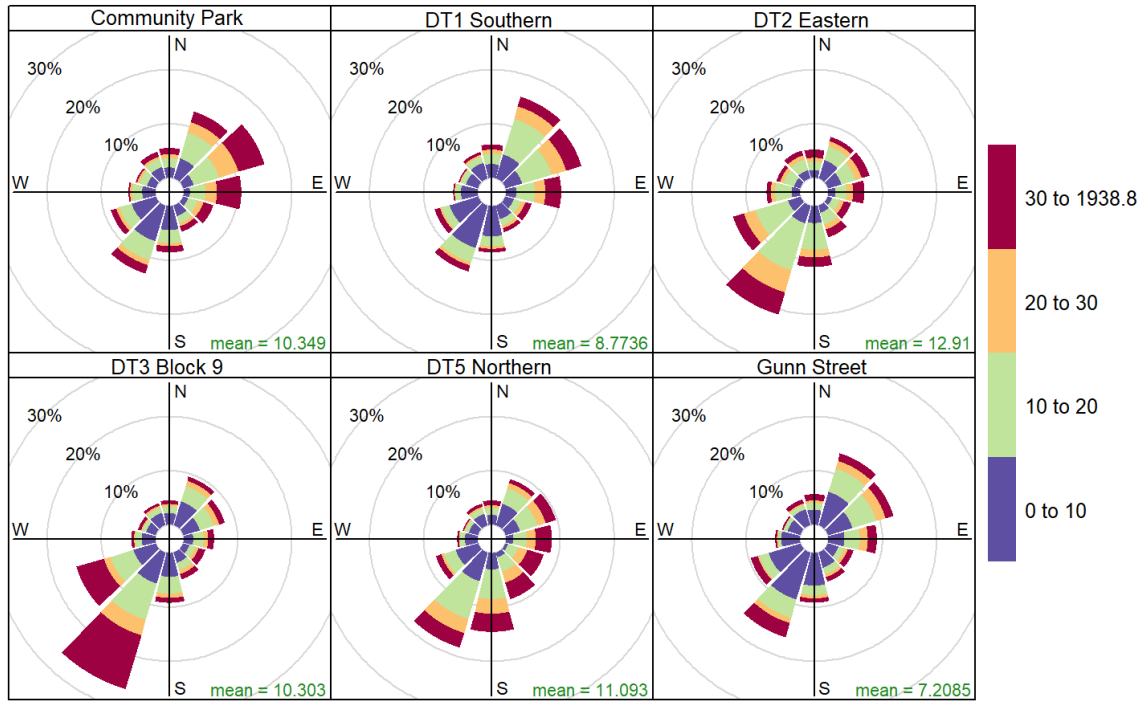 Community Park
DT1 Southern
DT2 Eastern
N
30%
20%
10%
W
E
S
mean = 10.349
N
30%
20%
10%
W
E
S
mean = 8.7736
N
30%
20%
10%
W
E
S
mean = 12.91
DT3 Block 9
DT5 Northern
Gunn Street
N
30%
20%
10%
W
E
S
mean = 10.303
N
30%
20%
10%
W
E
S
mean = 11.093
N
30%
20%
10%
W
E
S
mean = 7.2085
30 to 1938.8
20 to 30
10 to 20
0 to 10